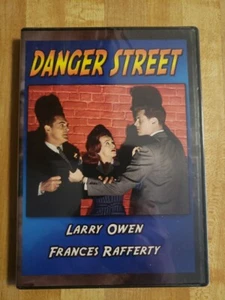 DANGER STREET
LARRY OWEN
FRANCES RAFFERTY